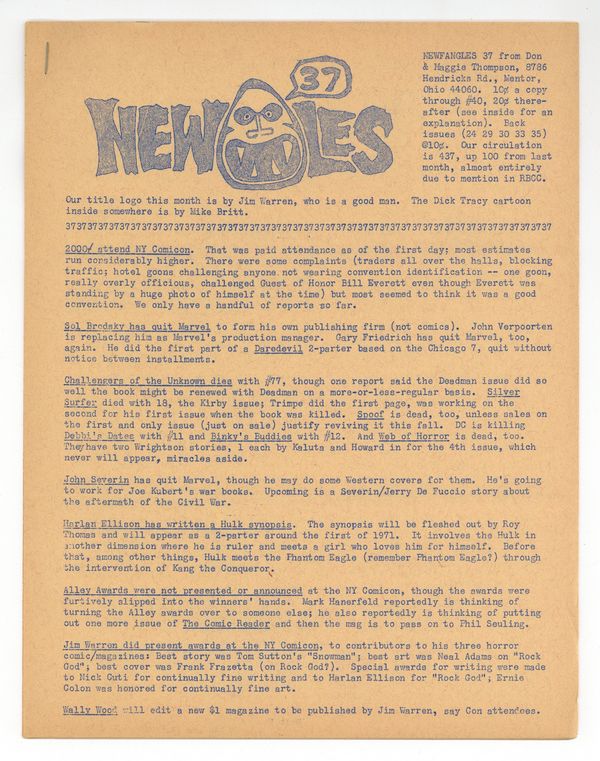 37
NEWFANGLES
NEWFANGLES 37 from Don
& Maggie Thompson, 8786
Hendricks Rd., Mentor,
Ohio 44060. 10¢ a copy
through #40, 20¢ there-
after (see inside for an
explanation). Back
issues (24 29 30 33 35)
@10¢. Our circulation
is 437, up 100 from last
month, almost entirely
due to mention in RBCC.
Our title logo this month is by Jim Warren, who is a good man. The Dick Tracy cartoon
inside somewhere is by Mike Britt.
3737373737373737373737373737373737373737373737373737373737373737373737373737373737373737
2000/ attend NY Comicon. That was paid attendance as of the first day; most estimates
run considerably higher. There were some complaints (traders all over the halls, blocking
traffic; hotel goons challenging anyone not wearing convention identification -- one goon,
really overly officious, challenged Guest of Honor Bill Everett even though Everett was
standing by a huge photo of himself at the time) but most seemed to think it was a good
convention. We only have a handful of reports so far.
Sol Brodsky has quit Marvel to form his own publishing firm (not comics). John Verpoorten
is replacing him as Marvel's production manager. Gary Friedrich has quit Marvel, too,
again. He did the first part of a Daredevil 2-parter based on the Chicago 7, quit without
notice between installments.
Challengers of the Unknown dies with #77, though one report said the Deadman issue did so
well the book might be renewed with Deadman on a more-or-less-regular basis. Silver
Surfer died with 18, the Kirby issue; Trimpe did the first page, was working on the
second for his first issue when the book was killed. Spoof is dead, too, unless sales on
the first and only issue (just on sale) justify reviving it this fall. DC is killing
Debbi's Dates with #11 and Binky's Buddies with #12. And Web of Horror is dead, too.
Theyhave two Wrightson stories, 1 each by Kaluta and Howard in for the 4th issue, which
never will appear, miracles aside.
John Severin has quit Marvel, though he may do some Western covers for them. He's going
to work for Joe Kubert's war books. Upcoming is a Severin/Jerry De Fuccio story about
the aftermath of the Civil War.
Harlan Ellison has written a Hulk synopsis. The synopsis will be fleshed out by Roy
Thomas and will appear as a 2-parter around the first of 1971. It involves the Hulk in
another dimension where he is ruler and meets a girl who loves him for himself. Before
that, among other things, Hulk meets the Phantom Eagle (remember Phantom Eagle?) through
the intervention of Kang the Conqueror.
Alley Awards were not presented or announced at the NY Comicon, though the awards were
furtively slipped into the winners' hands. Mark Hanerfeld reportedly is thinking of
turning the Alley awards over to someone else; he also reportedly is thinking of putting
out one more issue of The Comic Reader and then the mag is to pass on to Phil Seuling.
Jim Warren did present awards at the NY Comicon, to contributors to his three horror
comic/magazines: Best story was Tom Sutton's "Snowman"; best art was Neal Adams on "Rock
God"; best cover was Frank Frazetta (on Rock God?). Special awards for writing were made
to Nick Cuti for continually fine writing and to Harlan Ellison for "Rock God"; Ernie
Colon was honored for continually fine art.
Wally Wood will edit a new $1 magazine to be published by Jim Warren, say Con attendees.